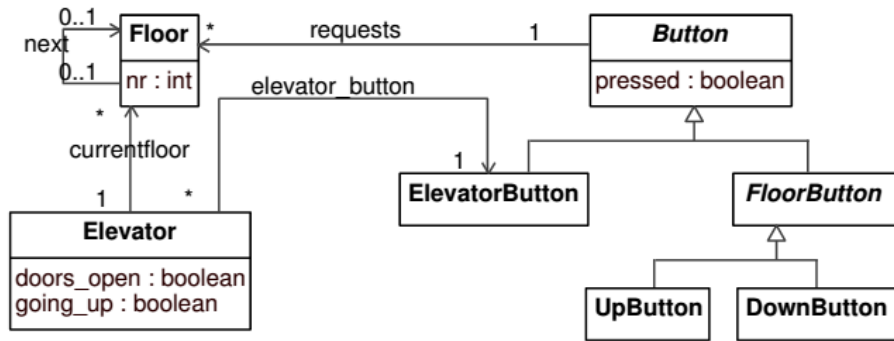 0..1
Floor
*
requests
1
Button
next
0..1
nr : int
pressed : boolean
elevator_button
*
currentfloor
1
ElevatorButton
FloorButton
1
*
Elevator
doors_open : boolean
going_up : boolean
UpButton
DownButton